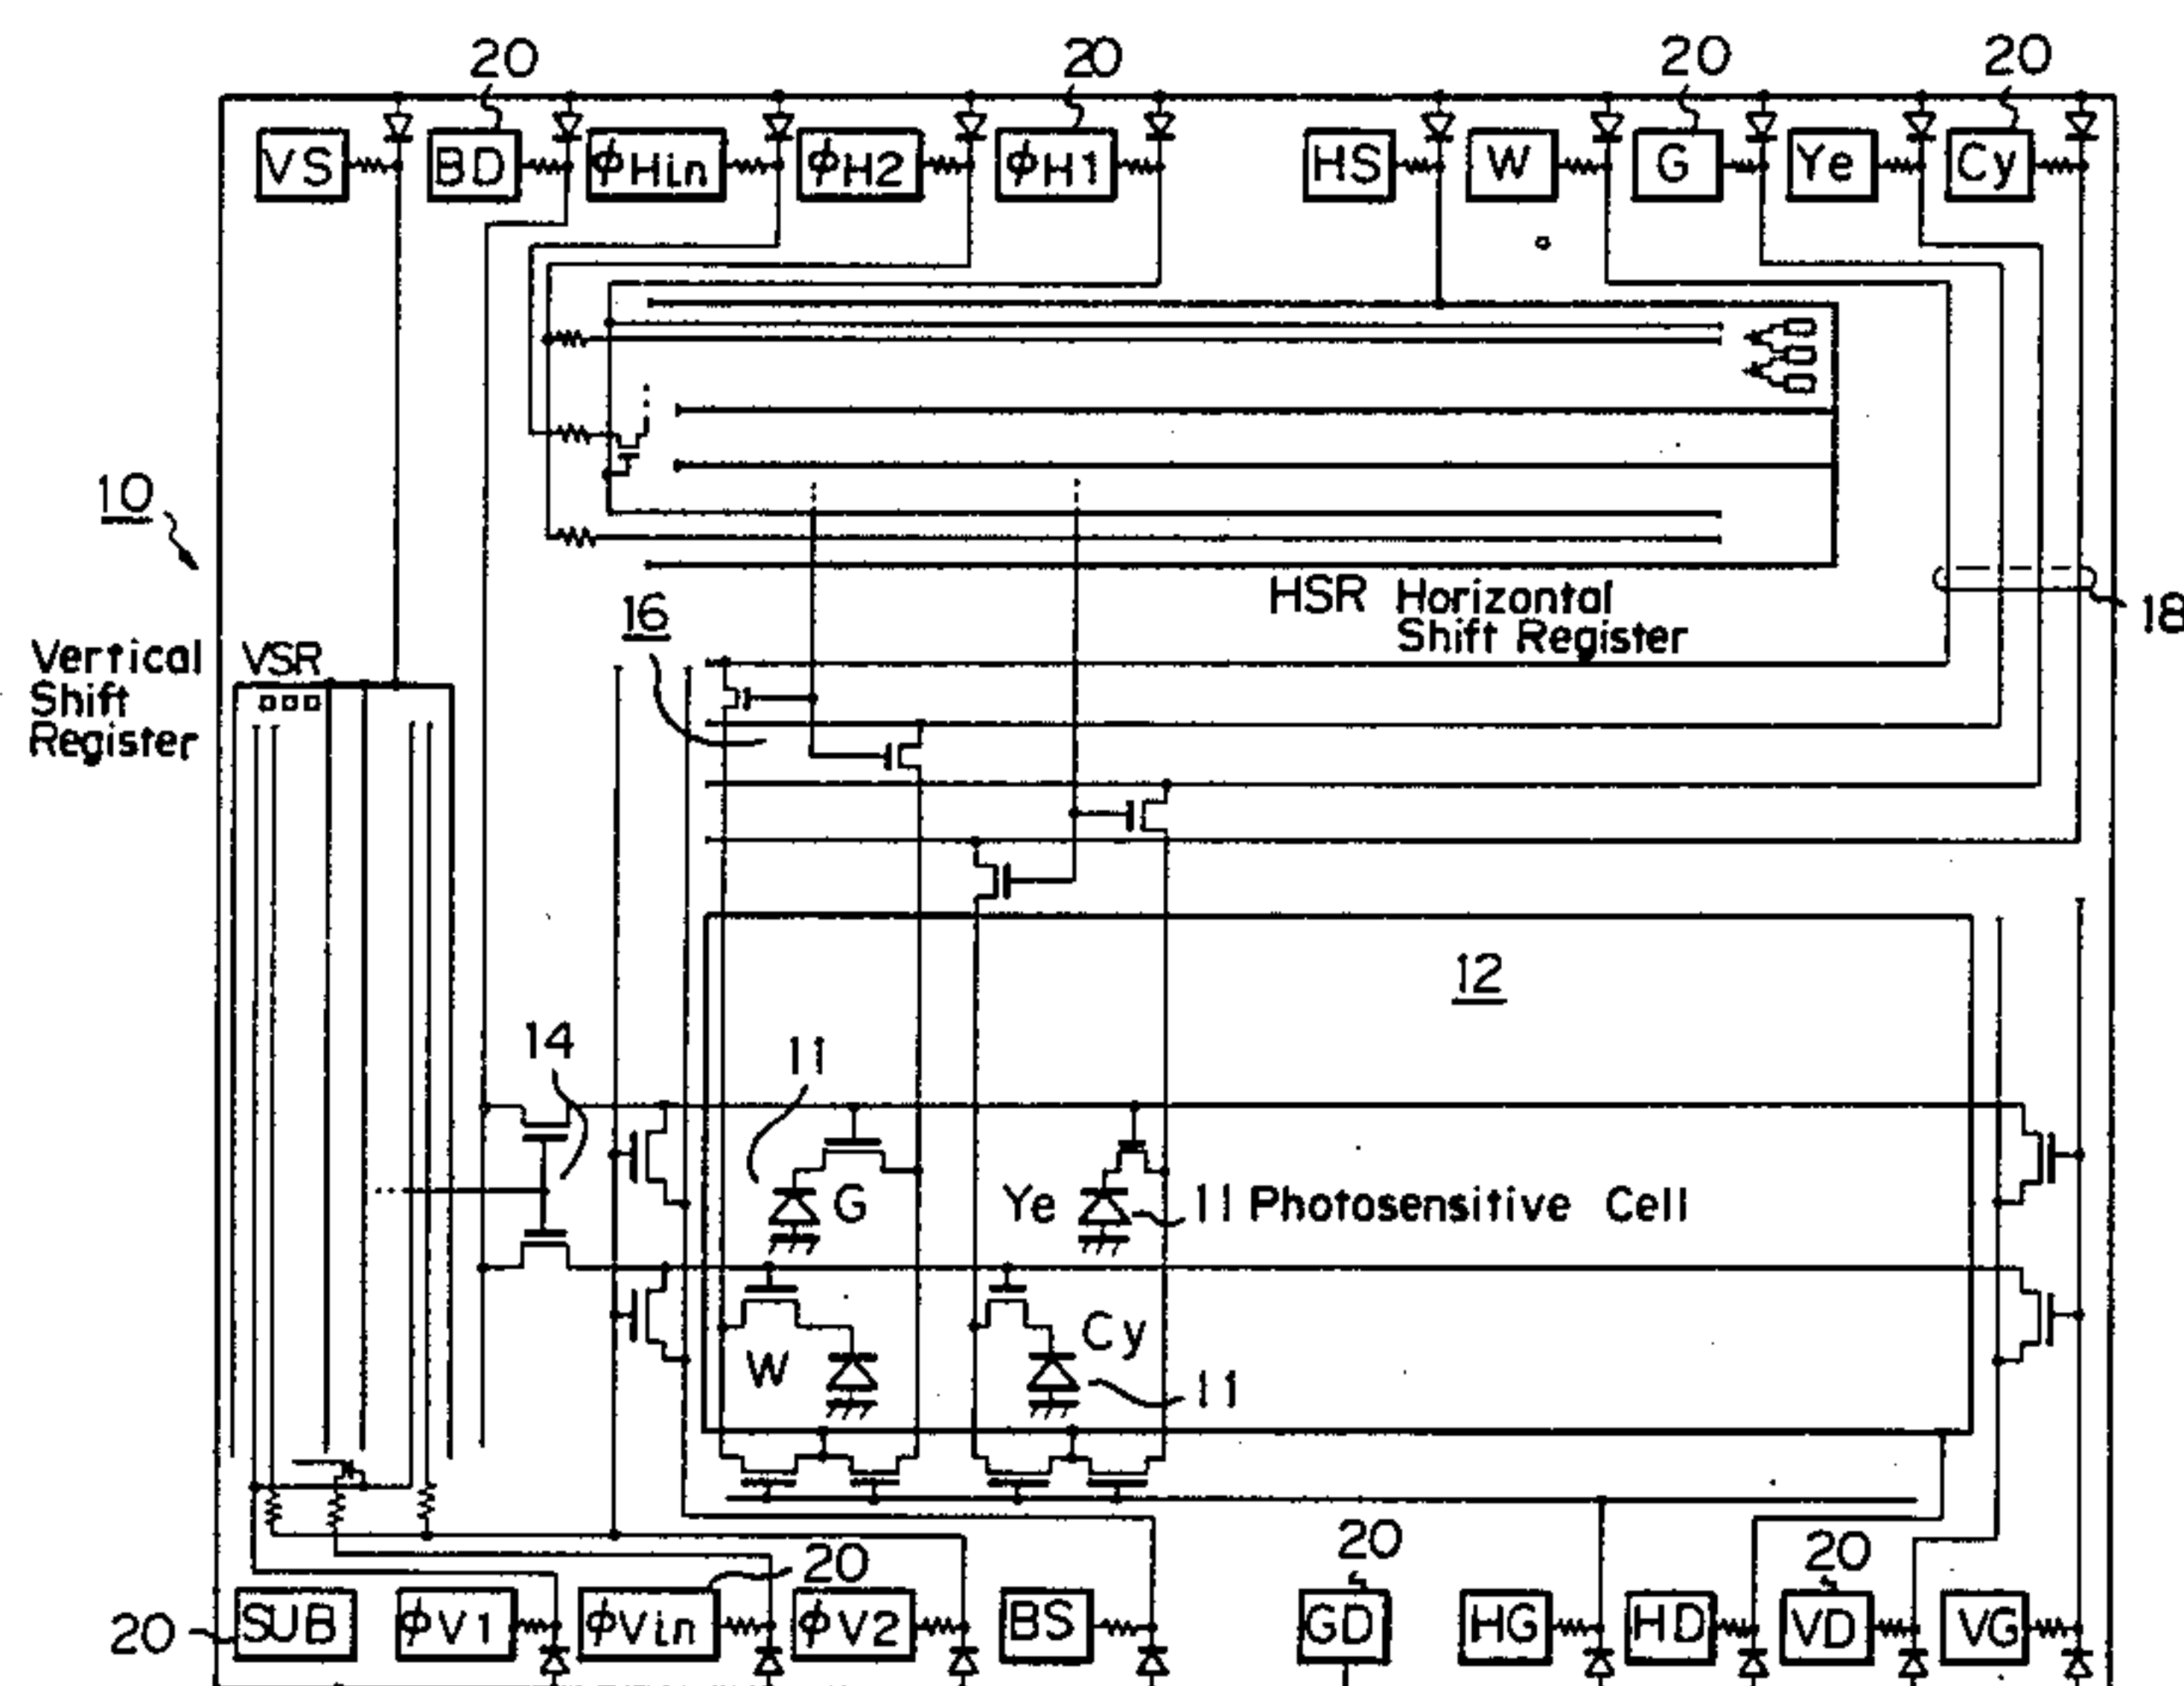 20 20 20 20
VS BD ϕHin ϕH2 ϕH1 HS W G Ye Cy
10
HSR Horizontal
Shift Register
18
16
Vertical
Shift
Register
VSR
12
14
11
G
Ye
11 Photosensitive Cell
W
Cy
11
20
20
20
20
SUB ϕV1 ϕVin ϕV2 BS GD HG HD VD VG